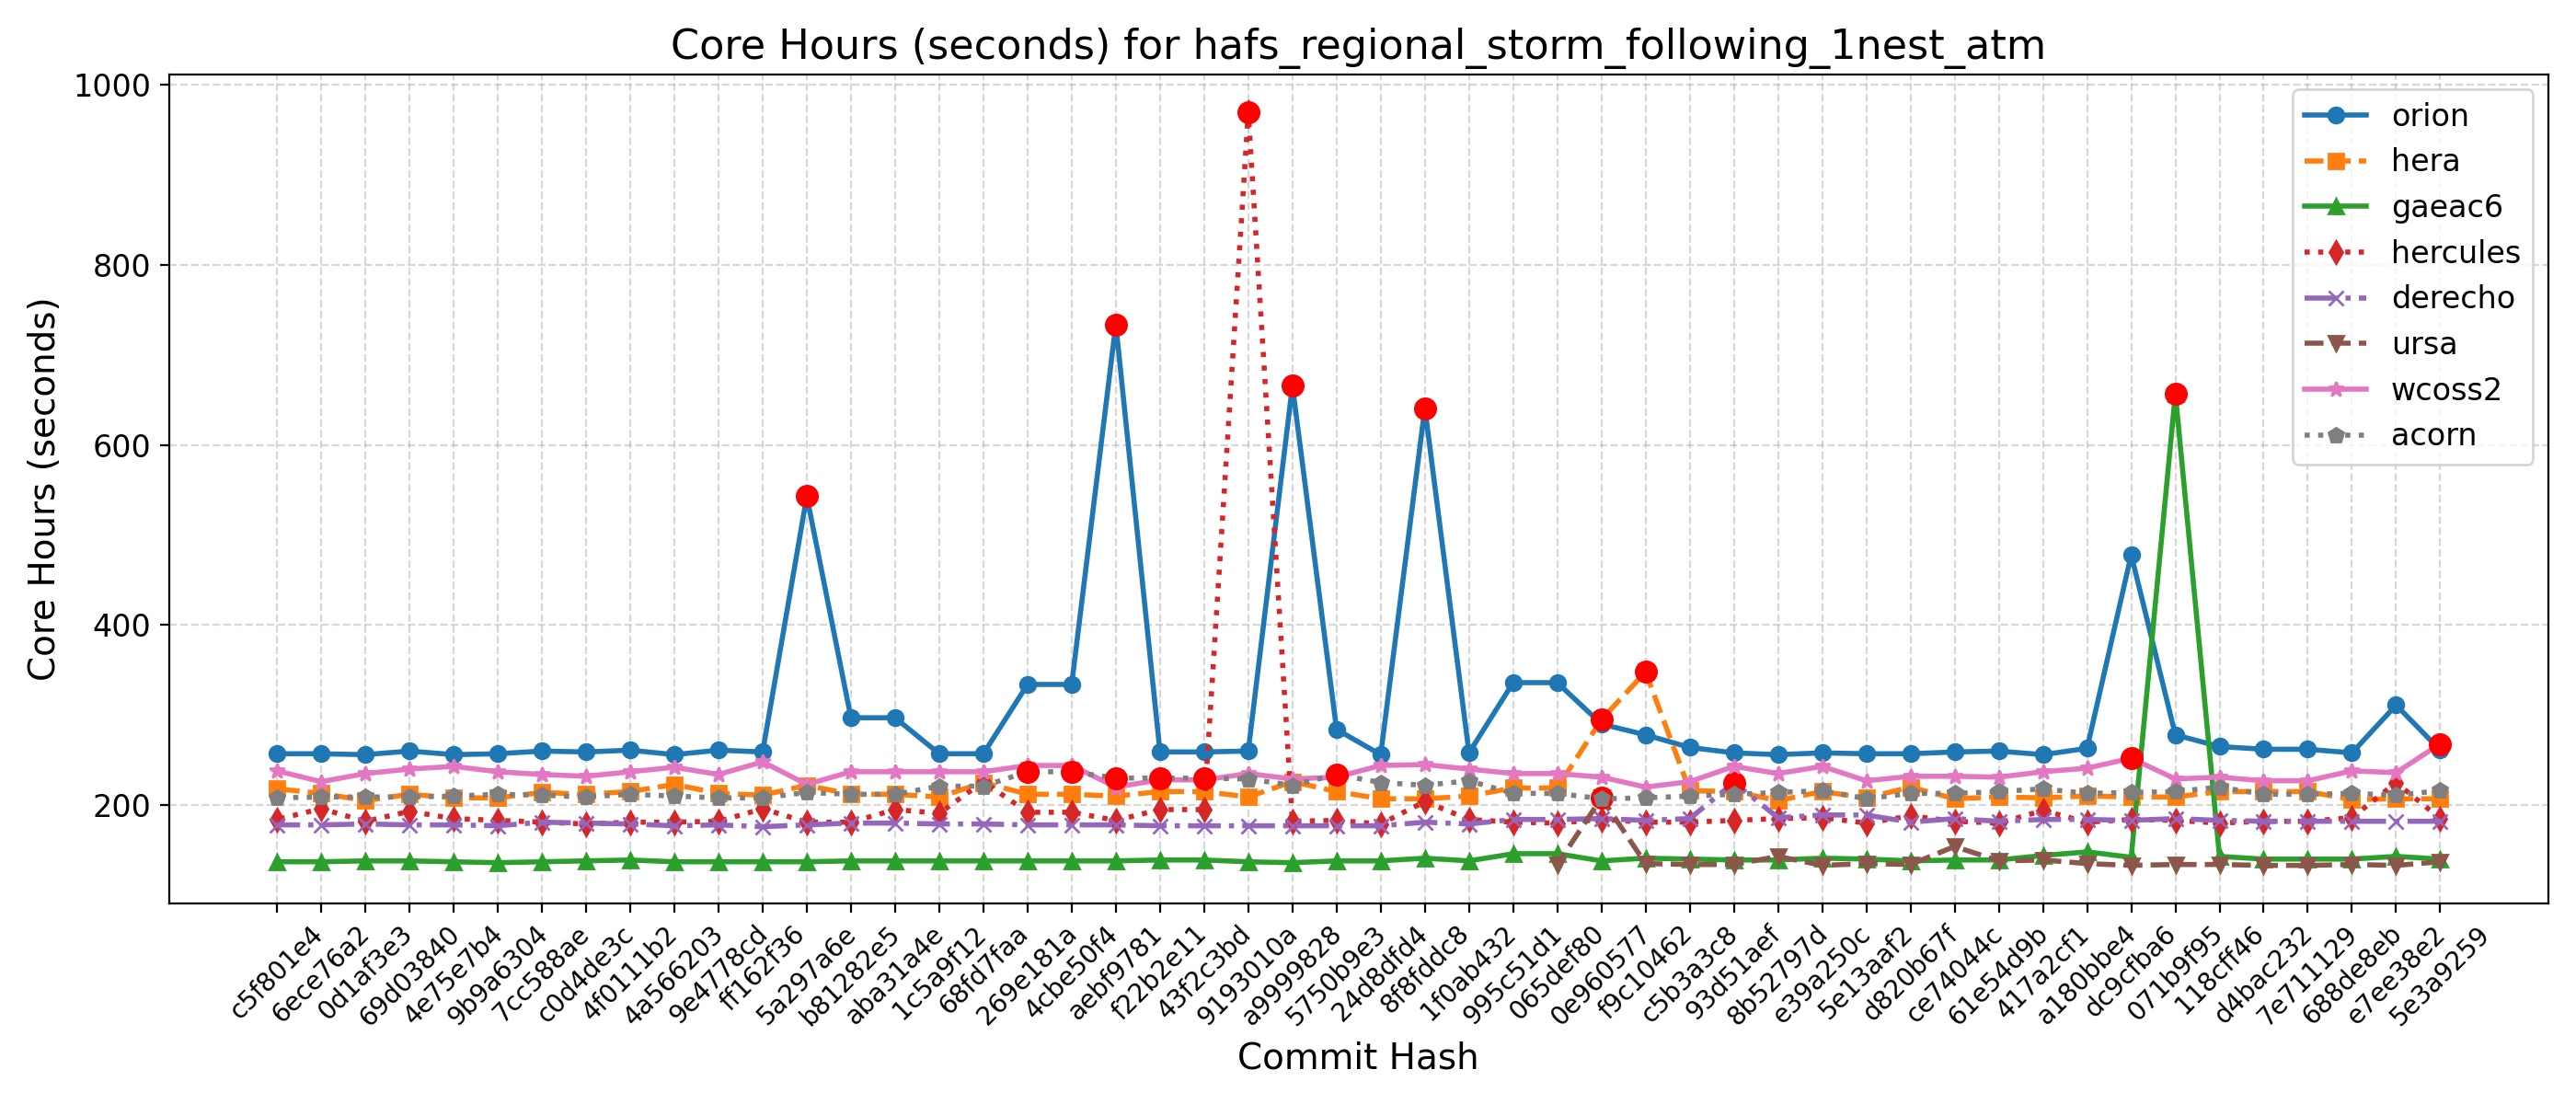 Core Hours (seconds) for hafs_regional_storm_following_1nest_atm
Core Hours (seconds)
1000
800
600
400
200
orion
hera
gaeac6
hercules
derecho
ursa
wcoss2
acorn
c5f801e4
6ece76a2
0d1af3e3
69d03840
4e75e7b4
9b9a6304
7cc588ae
c0d4de3c
4f0111b2
4a566203
9e4778cd
ff162f36
5a297a6e
b81282e5
aba31a4e
1c5a9f12
68fd7faa
269e181a
4cbe50f4
aebf9781
f22b2e11
43f2c3bd
9193010a
a9999828
5750b9e3
24d8dfd4
8f8fddc8
1f0ab432
995c51d1
065def80
0e960577
f9c10462
c5b3a3c8
93d51aef
8b52797d
e39a250c
5e13aaf2
d820b67f
ce74044c
61e54d9b
417a2cf1
a180bbe4
dc9cfba6
071b9f95
118cff46
d4bac232
7e711129
688de8eb
e7ee38e2
5e3a9259
Commit Hash